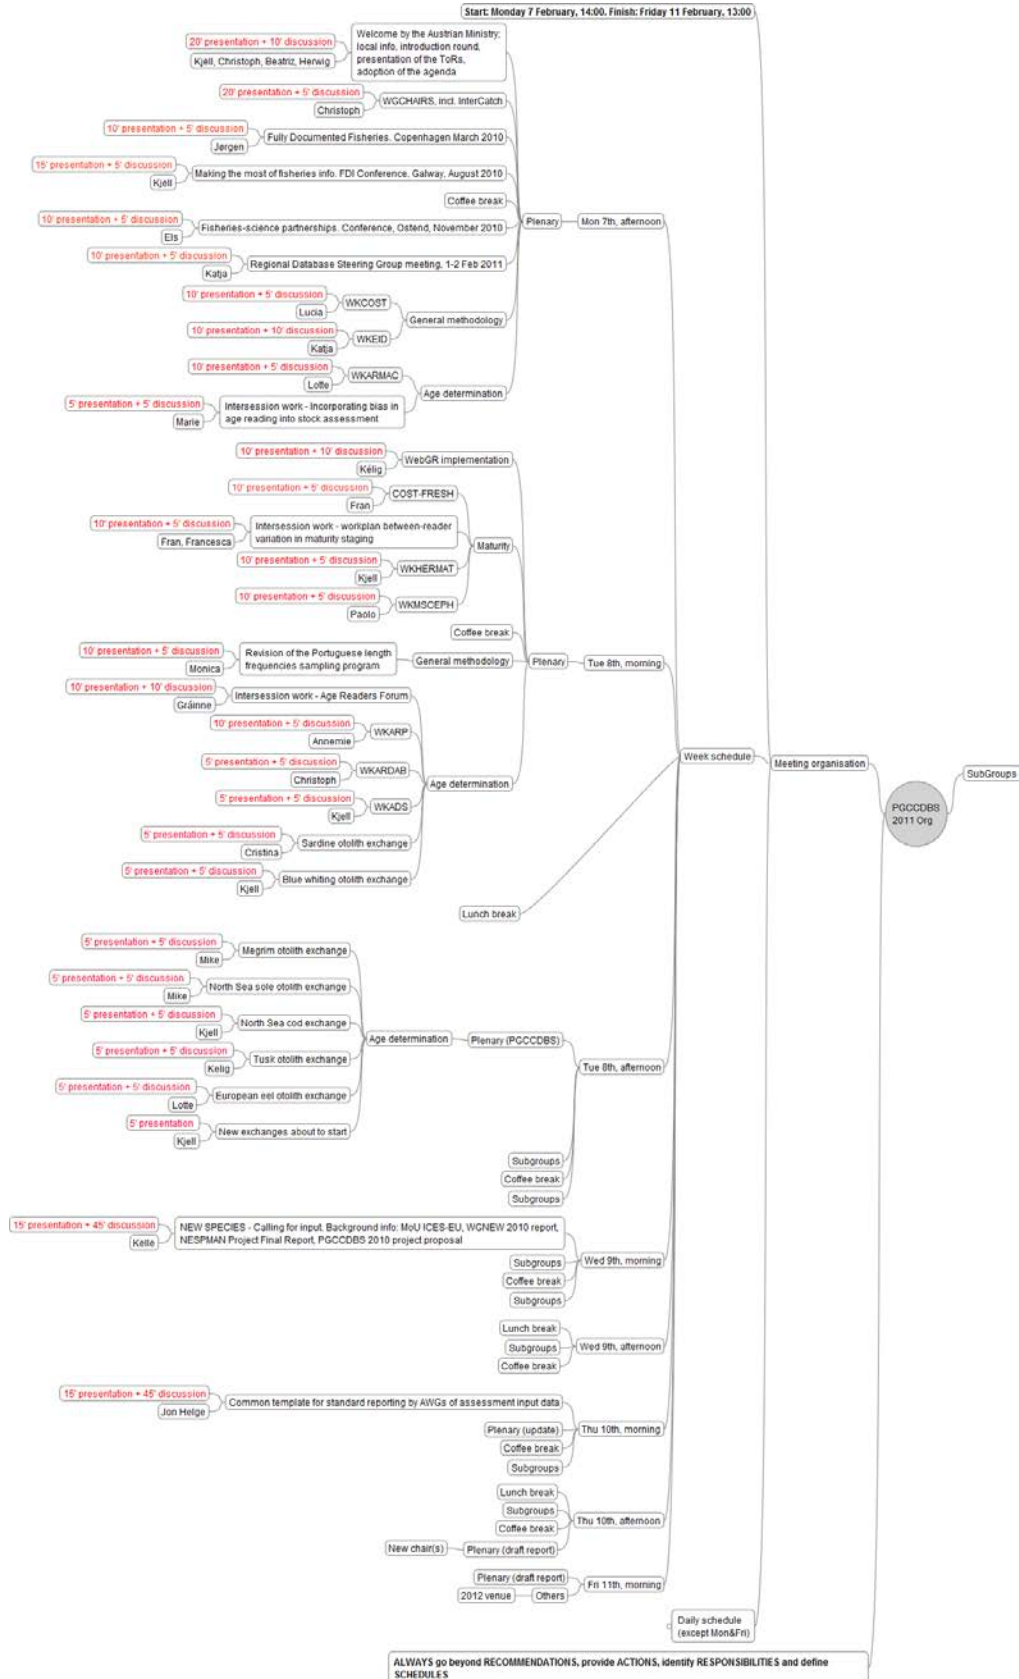 Start: Monday 7 February, 14:00. Finish: Friday 11 February, 13:00
20' presentation + 10' discussion
Kjell, Christoph, Beatriz, Herwig
Welcome by the Austrian Ministry;
local info, introduction round,
presentation of the ToRs,
adoption of the agenda
20' presentation + 5' discussion
Christoph
WGCHAIRS, incl. InterCatch
10' presentation + 5' discussion
Jørgen
Fully Documented Fisheries. Copenhagen March 2010
15' presentation + 5' discussion
Kjell
Making the most of fisheries info. FDI Conference. Galway, August 2010
Coffee break
10' presentation + 5' discussion
Els
Fisheries-science partnerships. Conference, Ostend, November 2010
10' presentation + 5' discussion
Katja
Regional Database Steering Group meeting, 1-2 Feb 2011
10' presentation + 5' discussion
Lucia
WKCOST
10' presentation + 10' discussion
Katja
WKEID
General methodology
10' presentation + 5' discussion
Lotte
WKARMAC
5' presentation + 5' discussion
Marie
Intersession work - Incorporating bias in
age reading into stock assessment
Age determination
Plenary
Mon 7th, afternoon
10' presentation + 10' discussion
Kélig
WebGR implementation
10' presentation + 5' discussion
Fran
COST-FRESH
10' presentation + 5' discussion
Fran, Francesca
Intersession work - workplan between-reader
variation in maturity staging
10' presentation + 5' discussion
Kjell
WKHERMAT
10' presentation + 5' discussion
Paolo
WKMSCEPH
Maturity
Coffee break
10' presentation + 5' discussion
Monica
Revision of the Portuguese length
frequencies sampling program
General methodology
10' presentation + 10' discussion
Gráinne
Intersession work - Age Readers Forum
10' presentation + 5' discussion
Annemie
WKARP
5' presentation + 5' discussion
Christoph
WKARDAB
5' presentation + 5' discussion
Kjell
WKADS
5' presentation + 5' discussion
Cristina
Sardine otolith exchange
5' presentation + 5' discussion
Kjell
Blue whiting otolith exchange
Age determination
Plenary
Tue 8th, morning
Lunch break
5' presentation + 5' discussion
Mike
Megrim otolith exchange
5' presentation + 5' discussion
Mike
North Sea sole otolith exchange
5' presentation + 5' discussion
Kjell
North Sea cod exchange
5' presentation + 5' discussion
Kelig
Tusk otolith exchange
5' presentation + 5' discussion
Lotte
European eel otolith exchange
5' presentation
Kjell
New exchanges about to start
Age determination
Plenary (PGCCDBS)
Subgroups
Coffee break
Subgroups
Tue 8th, afternoon
15' presentation + 45' discussion
Kelle
NEW SPECIES - Calling for input. Background info: MoU ICES-EU, WGNEW 2010 report,
NESPMAN Project Final Report, PGCCDBS 2010 project proposal
Subgroups
Coffee break
Subgroups
Wed 9th, morning
Lunch break
Subgroups
Coffee break
Wed 9th, afternoon
15' presentation + 45' discussion
Jon Helge
Common template for standard reporting by AWGs of assessment input data
Plenary (update)
Coffee break
Subgroups
Thu 10th, morning
Lunch break
Subgroups
Coffee break
New chair(s)
Plenary (draft report)
Thu 10th, afternoon
Plenary (draft report)
2012 venue
Others
Fri 11th, morning
Week schedule
Daily schedule
(except Mon&Fri)
Meeting organisation
PGCCDBS
2011 Org
SubGroups
ALWAYS go beyond RECOMMENDATIONS, provide ACTIONS, identify RESPONSIBILITIES and define
SCHEDULES